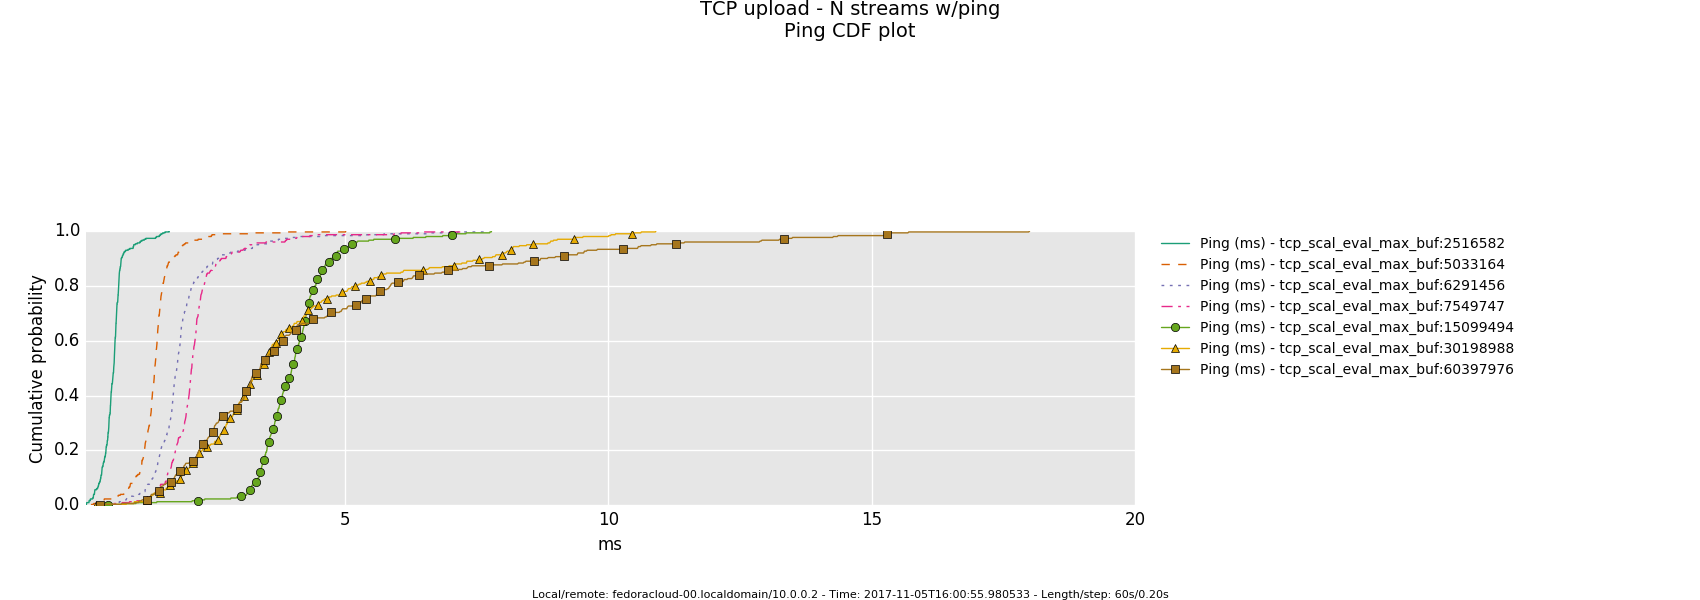 TCP upload - N streams w/ping
Ping CDF plot
1.0
0.8
0.6
0.4
0.2
0.0
Cumulative probability
5
10
15
20
ms
Ping (ms) - tcp_scal_eval_max_buf:2516582
Ping (ms) - tcp_scal_eval_max_buf:5033164
Ping (ms) - tcp_scal_eval_max_buf:6291456
Ping (ms) - tcp_scal_eval_max_buf:7549747
Ping (ms) - tcp_scal_eval_max_buf:15099494
Ping (ms) - tcp_scal_eval_max_buf:30198988
Ping (ms) - tcp_scal_eval_max_buf:60397976
Local/remote: fedoracloud-00.localdomain/10.0.0.2 - Time: 2017-11-05T16:00:55.980533 - Length/step: 60s/0.20s